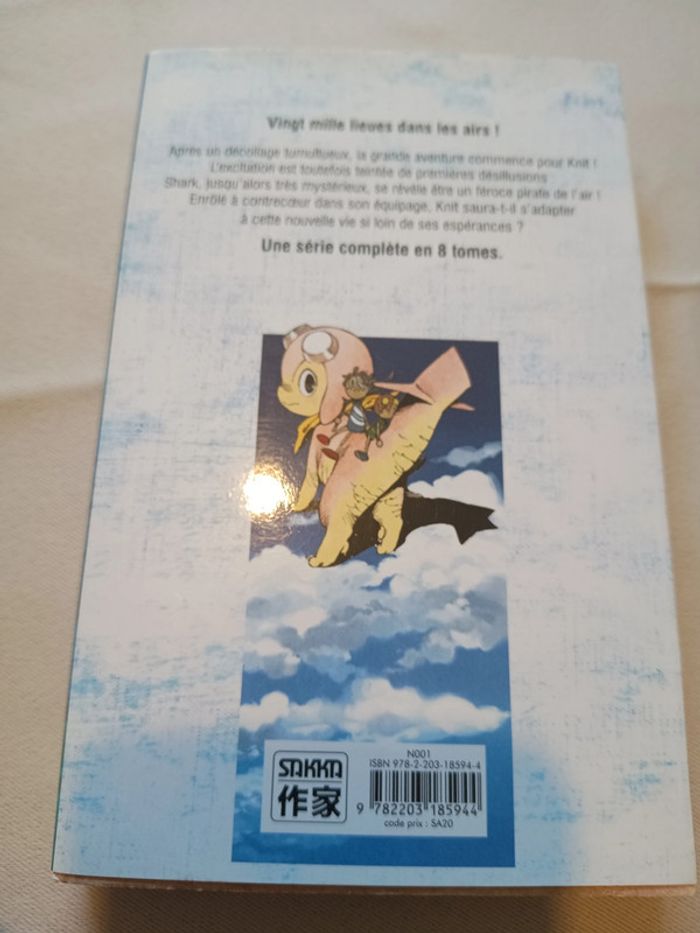 Vingt mille lieues dans les airs !
Après un décollage tumultueux, la grande aventure commence pour Knit !
L'excitation est toutefois teintée de premières désillusions :
Shark, jusqu'alors très mystérieux, se révèle être un féroce pirate de l'air !
Enrôlé à contrecœur dans son équipage, Knit saura-t-il s'adapter
à cette nouvelle vie si loin de ses espérances ?
Une série complète en 8 tomes.
SAKKA
作家
N001
ISBN 978-2-203-18594-4
9 782203 185944
code prix : SA20